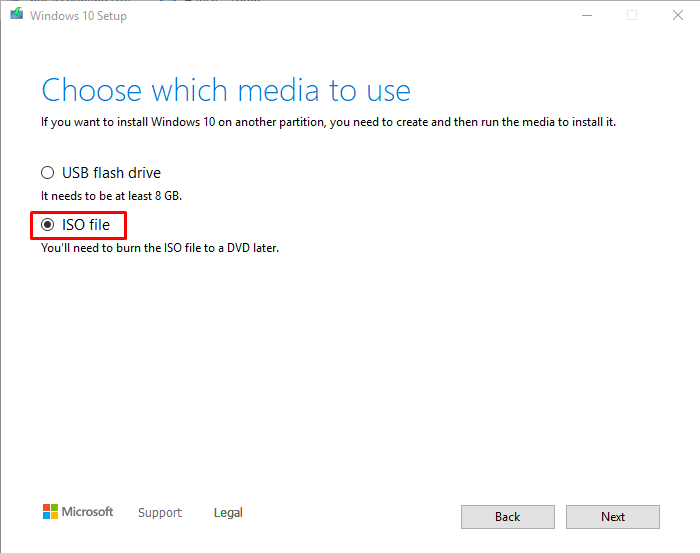 Windows 10 Setup
Choose which media to use
If you want to install Windows 10 on another partition, you need to create and then run the media to install it.
USB flash drive
It needs to be at least 8 GB.
ISO file
You'll need to burn the ISO file to a DVD later.
Microsoft Support Legal Back Next